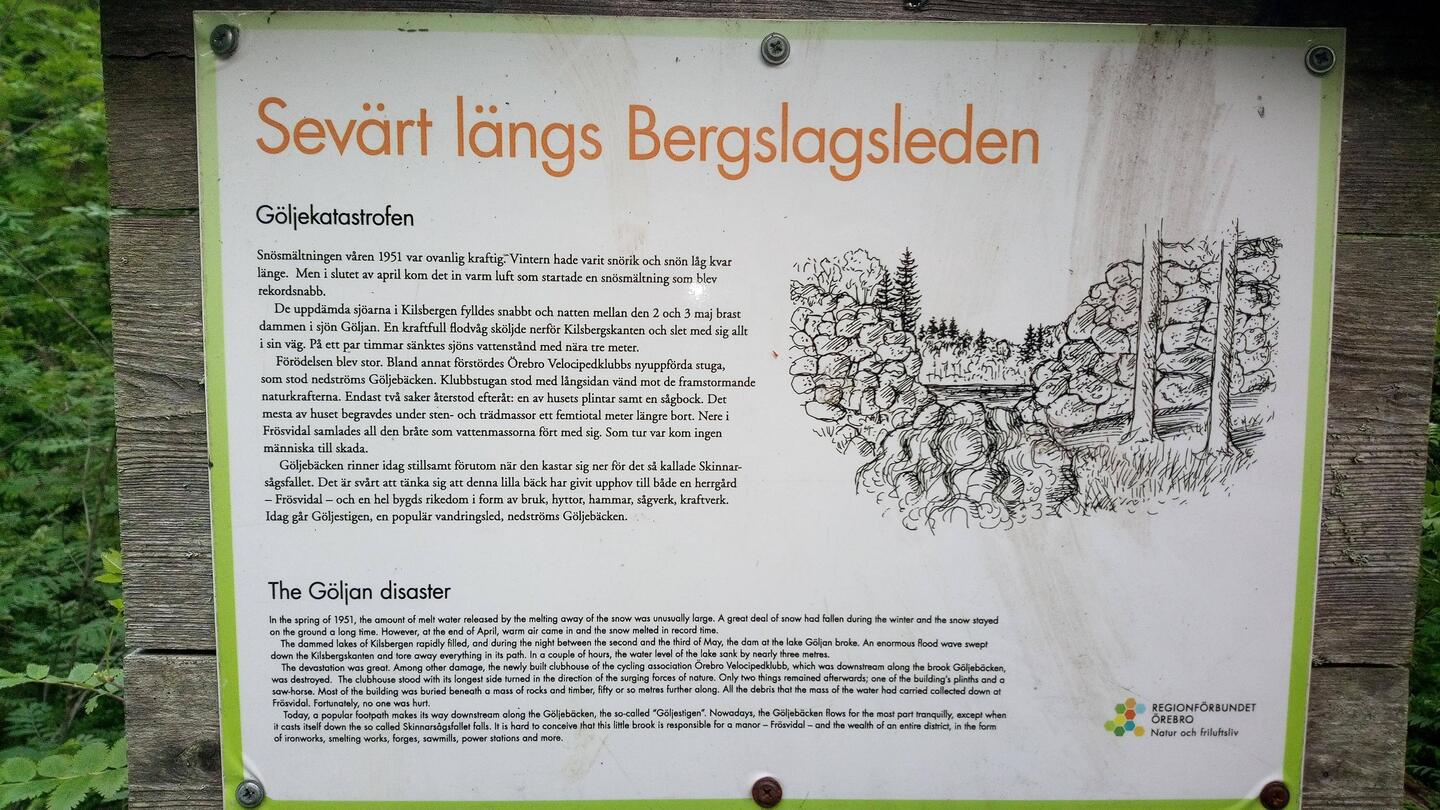 Sevärt längs Bergslagsleden
Göljekatastrofen
Snösmältningen våren 1951 var ovanlig kraftig. Vintern hade varit snörik och snön låg kvar
länge. Men i slutet av april kom det in varm luft som startade en snösmältning som blev
rekordsnabb.
De uppdämda sjöarna i Kilsbergen fylldes snabbt och natten mellan den 2 och 3 maj brast
dammen i sjön Göljan. En kraftfull flodvåg sköljde nerför Kilsbergskanten och slet med sig allt
i sin väg. På ett par timmar sänktes sjöns vattenstånd med nära tre meter.
Förödelsen blev stor. Bland annat förstördes Örebro Velocipedklubbs nyuppförda stuga,
som stod nedströms Göljebäcken. Klubbstugan stod med långsidan vänd mot de framstormande
naturkrafterna. Endast två saker återstod efteråt: en av husets plintar samt en sågbock. Det
mesta av huset begravdes under sten- och trädmassor ett femtiotal meter längre bort. Nere i
Frösvidal samlades all den bråte som vattenmassorna fört med sig. Som tur var kom ingen
människa till skada.
Göljebäcken rinner idag stillsamt förutom när den kastar sig ner för det så kallade Skinnar-
sågsfallet. Det är svårt att tänka sig att denna lilla bäck har givit upphov till både en herrgård
– Frösvidal – och en hel bygds rikedom i form av bruk, hyttor, hammar, sågverk, kraftverk.
Idag går Göljestigen, en populär vandringsled, nedströms Göljebäcken.
The Göljan disaster
In the spring of 1951, the amount of melt water released by the melting away of the snow was unusually large. A great deal of snow had fallen during the winter and the snow stayed
on the ground a long time. However, at the end of April, warm air came in and the snow melted in record time.
The dammed lakes of Kilsbergen rapidly filled, and during the night between the second and the third of May, the dam at the lake Göljan broke. An enormous flood wave swept
down the Kilsbergskanten and tore away everything in its path. In a couple of hours, the water level of the lake sank by nearly three metres.
The devastation was great. Among other damage, the newly built clubhouse of the cycling association Örebro Velocipedklubb, which was downstream along the brook Göljebäcken,
was destroyed. The clubhouse stood with its longest side turned in the direction of the surging forces of nature. Only two things remained afterwards; one of the building's plinths and a
saw-horse. Most of the building was buried beneath a mass of rocks and timber, fifty or so metres further along. All the debris that the mass of the water had carried collected down at
Frösvidal. Fortunately, no one was hurt.
Today, a popular footpath makes its way downstream along the Göljebäcken, the so-called "Göljestigen". Nowadays, the Göljebäcken flows for the most part tranquilly, except when
it casts itself down the so called Skinnarsågsfallet falls. It is hard to conceive that this little brook is responsible for a manor – Frösvidal – and the wealth of an entire district, in the form
of ironworks, smelting works, forges, sawmills, power stations and more.
REGIONFÖRBUNDET
ÖREBRO
Natur och friluftsliv